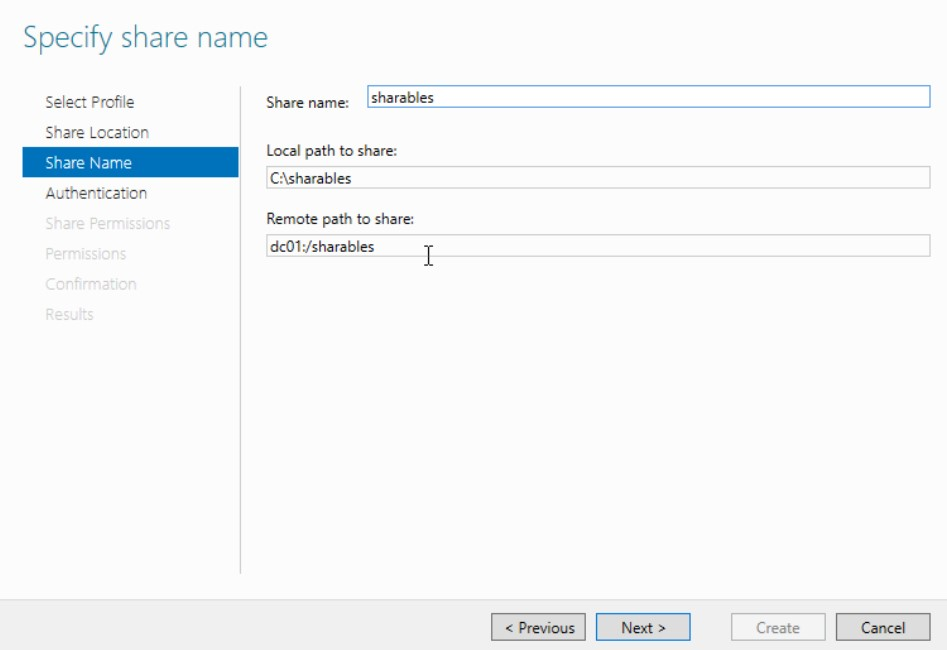 Specify share name
Select Profile
Share Location
Share Name
Authentication
Share Permissions
Permissions
Confirmation
Results
Share name: sharables
Local path to share:
C:\sharables
Remote path to share:
dc01:/sharables
< Previous Next > Create Cancel